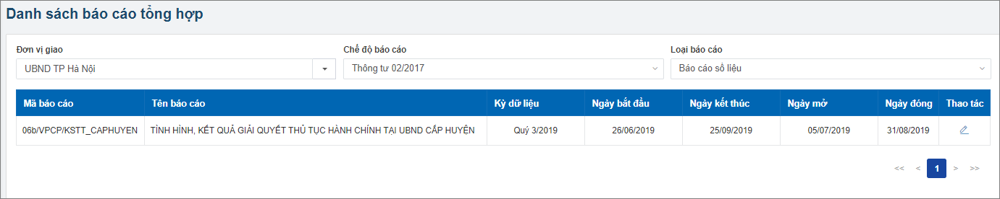 Danh sách báo cáo tổng hợp
Đơn vị giao Chế độ báo cáo Loại báo cáo
UBND TP Hà Nội Thông tư 02/2017 Báo cáo số liệu
Mã báo cáo Tên báo cáo Kỳ dữ liệu Ngày bắt đầu Ngày kết thúc Ngày mở Ngày đóng Thao tác
06b/VPCP/KSTT_CAPHUYEN TÌNH HÌNH, KẾT QUẢ GIẢI QUYẾT THỦ TỤC HÀNH CHÍNH TẠI UBND CẤP HUYỆN Quý 3/2019 26/06/2019 25/09/2019 05/07/2019 31/08/2019
<< < 1 > >>